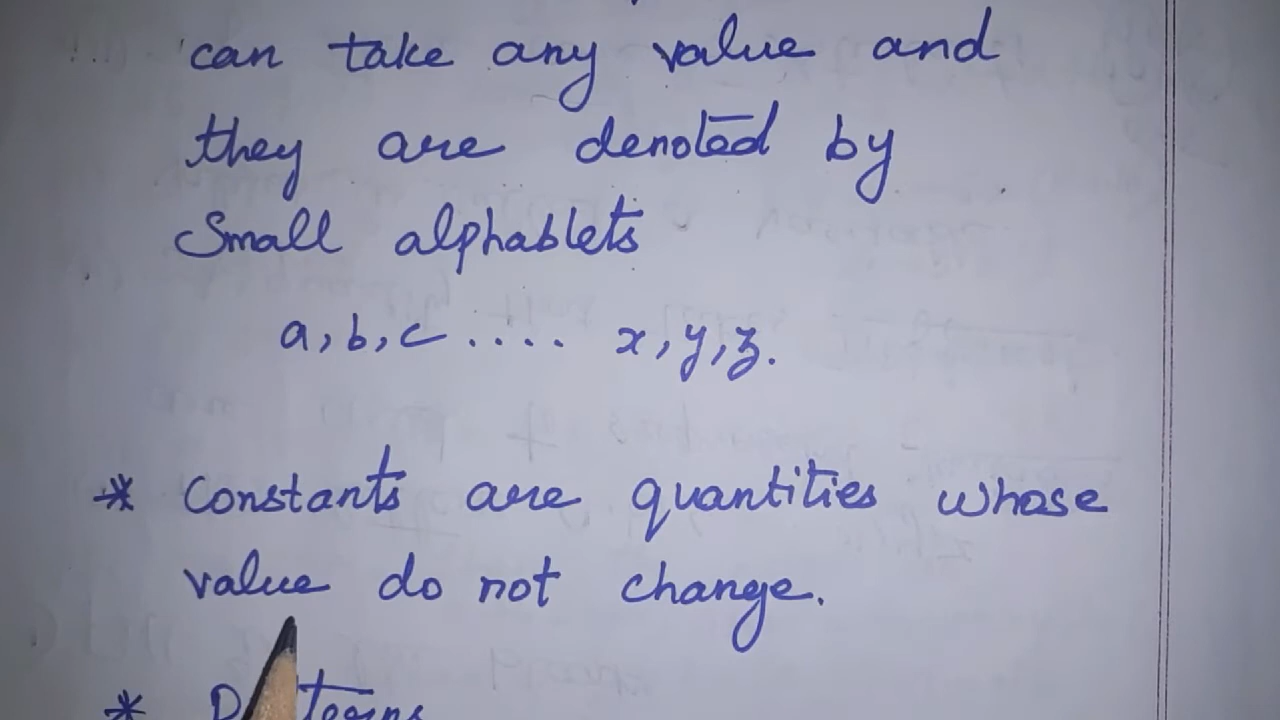 can take any value and
they are denoted by
Small alphablets
a, b, c .... x, y, z.
* Constants are quantities whose
value do not change.
*